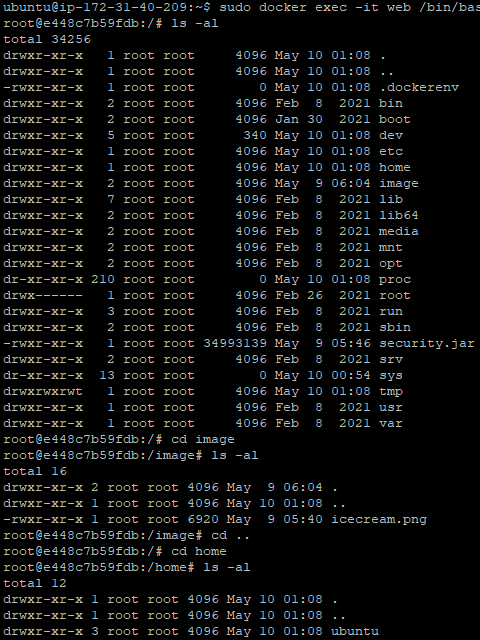 ubuntu@ip-172-31-40-209:~$ sudo docker exec -it web /bin/bas
root@e448c7b59fdb:/# ls -al
total 34256
drwxr-xr-x   1 root root     4096 May 10 01:08 .
drwxr-xr-x   1 root root     4096 May 10 01:08 ..
-rwxr-xr-x   1 root root        0 May 10 01:08 .dockerenv
drwxr-xr-x   2 root root     4096 Feb  8  2021 bin
drwxr-xr-x   2 root root     4096 Jan 30  2021 boot
drwxr-xr-x   5 root root      340 May 10 01:08 dev
drwxr-xr-x   1 root root     4096 May 10 01:08 etc
drwxr-xr-x   1 root root     4096 May 10 01:08 home
drwxr-xr-x   2 root root     4096 May  9 06:04 image
drwxr-xr-x   7 root root     4096 Feb  8  2021 lib
drwxr-xr-x   2 root root     4096 Feb  8  2021 lib64
drwxr-xr-x   2 root root     4096 Feb  8  2021 media
drwxr-xr-x   2 root root     4096 Feb  8  2021 mnt
drwxr-xr-x   2 root root     4096 Feb  8  2021 opt
dr-xr-xr-x 210 root root        0 May 10 01:08 proc
drwx------   1 root root     4096 Feb 26  2021 root
drwxr-xr-x   3 root root     4096 Feb  8  2021 run
drwxr-xr-x   2 root root     4096 Feb  8  2021 sbin
-rwxr-xr-x   1 root root 34993139 May  9 05:46 security.jar
drwxr-xr-x   2 root root     4096 Feb  8  2021 srv
dr-xr-xr-x  13 root root        0 May 10 00:54 sys
drwxrwxrwt   1 root root     4096 May 10 01:08 tmp
drwxr-xr-x   1 root root     4096 Feb  8  2021 usr
drwxr-xr-x   1 root root     4096 Feb  8  2021 var
root@e448c7b59fdb:/# cd image
root@e448c7b59fdb:/image# ls -al
total 16
drwxr-xr-x 2 root root 4096 May  9 06:04 .
drwxr-xr-x 1 root root 4096 May 10 01:08 ..
-rwxr-xr-x 1 root root 6920 May  9 05:40 icecream.png
root@e448c7b59fdb:/image# cd ..
root@e448c7b59fdb:/# cd home
root@e448c7b59fdb:/home# ls -al
total 12
drwxr-xr-x 1 root root 4096 May 10 01:08 .
drwxr-xr-x 1 root root 4096 May 10 01:08 ..
drwxr-xr-x 3 root root 4096 May 10 01:08 ubuntu